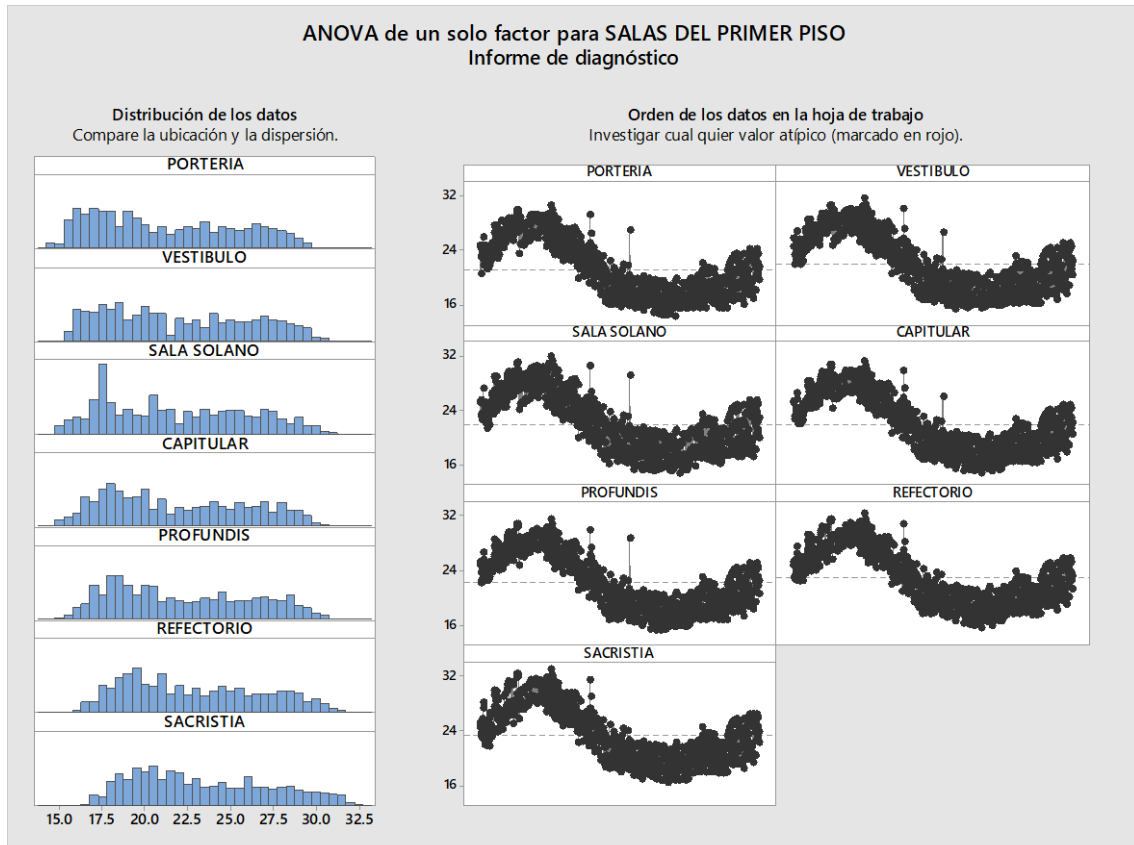 ANOVA de un solo factor para SALAS DEL PRIMER PISO
Informe de diagnóstico
Distribución de los datos
Compare la ubicación y la dispersión.
PORTERIA
VESTIBULO
SALA SOLANO
CAPITULAR
PROFUNDIS
REFECTORIO
SACRISTIA
15.0 17.5 20.0 22.5 25.0 27.5 30.0 32.5
Orden de los datos en la hoja de trabajo
Investigar cual quier valor atípico (marcado en rojo).
PORTERIA VESTIBULO
32
24
16
SALA SOLANO CAPITULAR
32
24
16
PROFUNDIS REFECTORIO
32
24
16
SACRISTIA
32
24
16